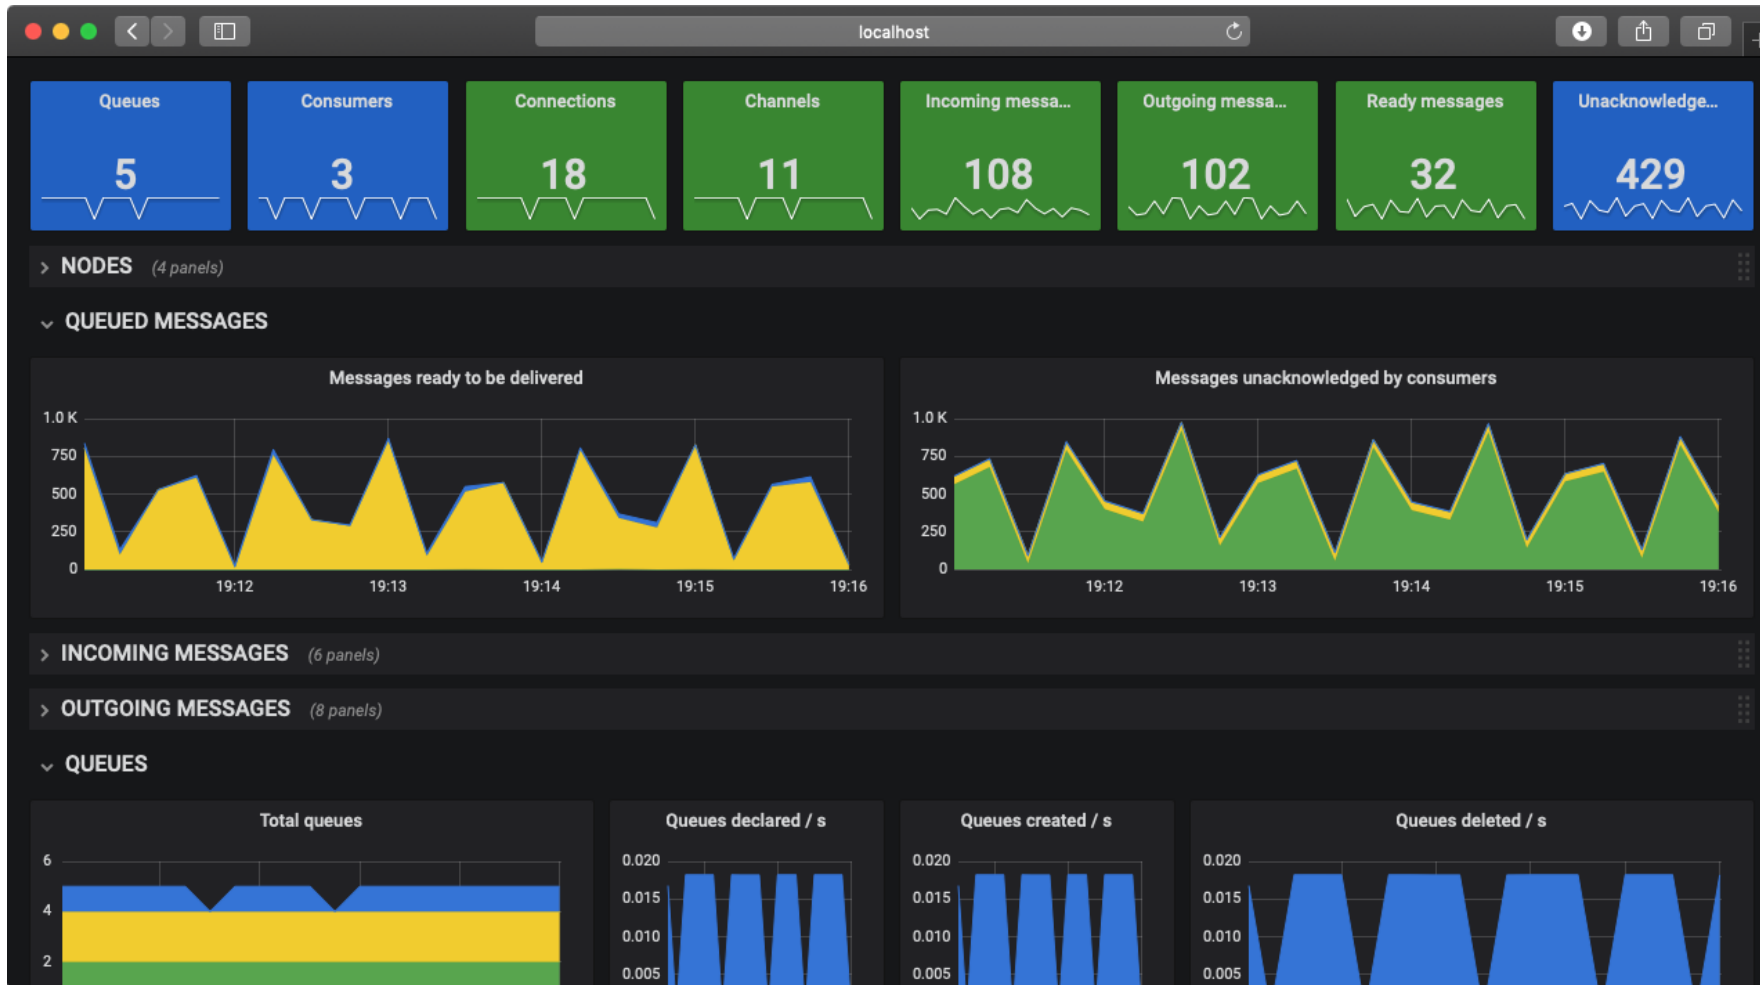 localhost
Queues Consumers Connections Channels Incoming messa... Outgoing messa... Ready messages Unacknowledge...
5 3 18 11 108 102 32 429
NODES (4 panels)
QUEUED MESSAGES
Messages ready to be delivered
1.0 K
750
500
250
0
19:12 19:13 19:14 19:15 19:16
Messages unacknowledged by consumers
1.0 K
750
500
250
0
19:12 19:13 19:14 19:15 19:16
INCOMING MESSAGES (6 panels)
OUTGOING MESSAGES (8 panels)
QUEUES
Total queues
6
4
2
Queues declared / s
0.020
0.015
0.010
0.005
Queues created / s
0.020
0.015
0.010
0.005
Queues deleted / s
0.020
0.015
0.010
0.005